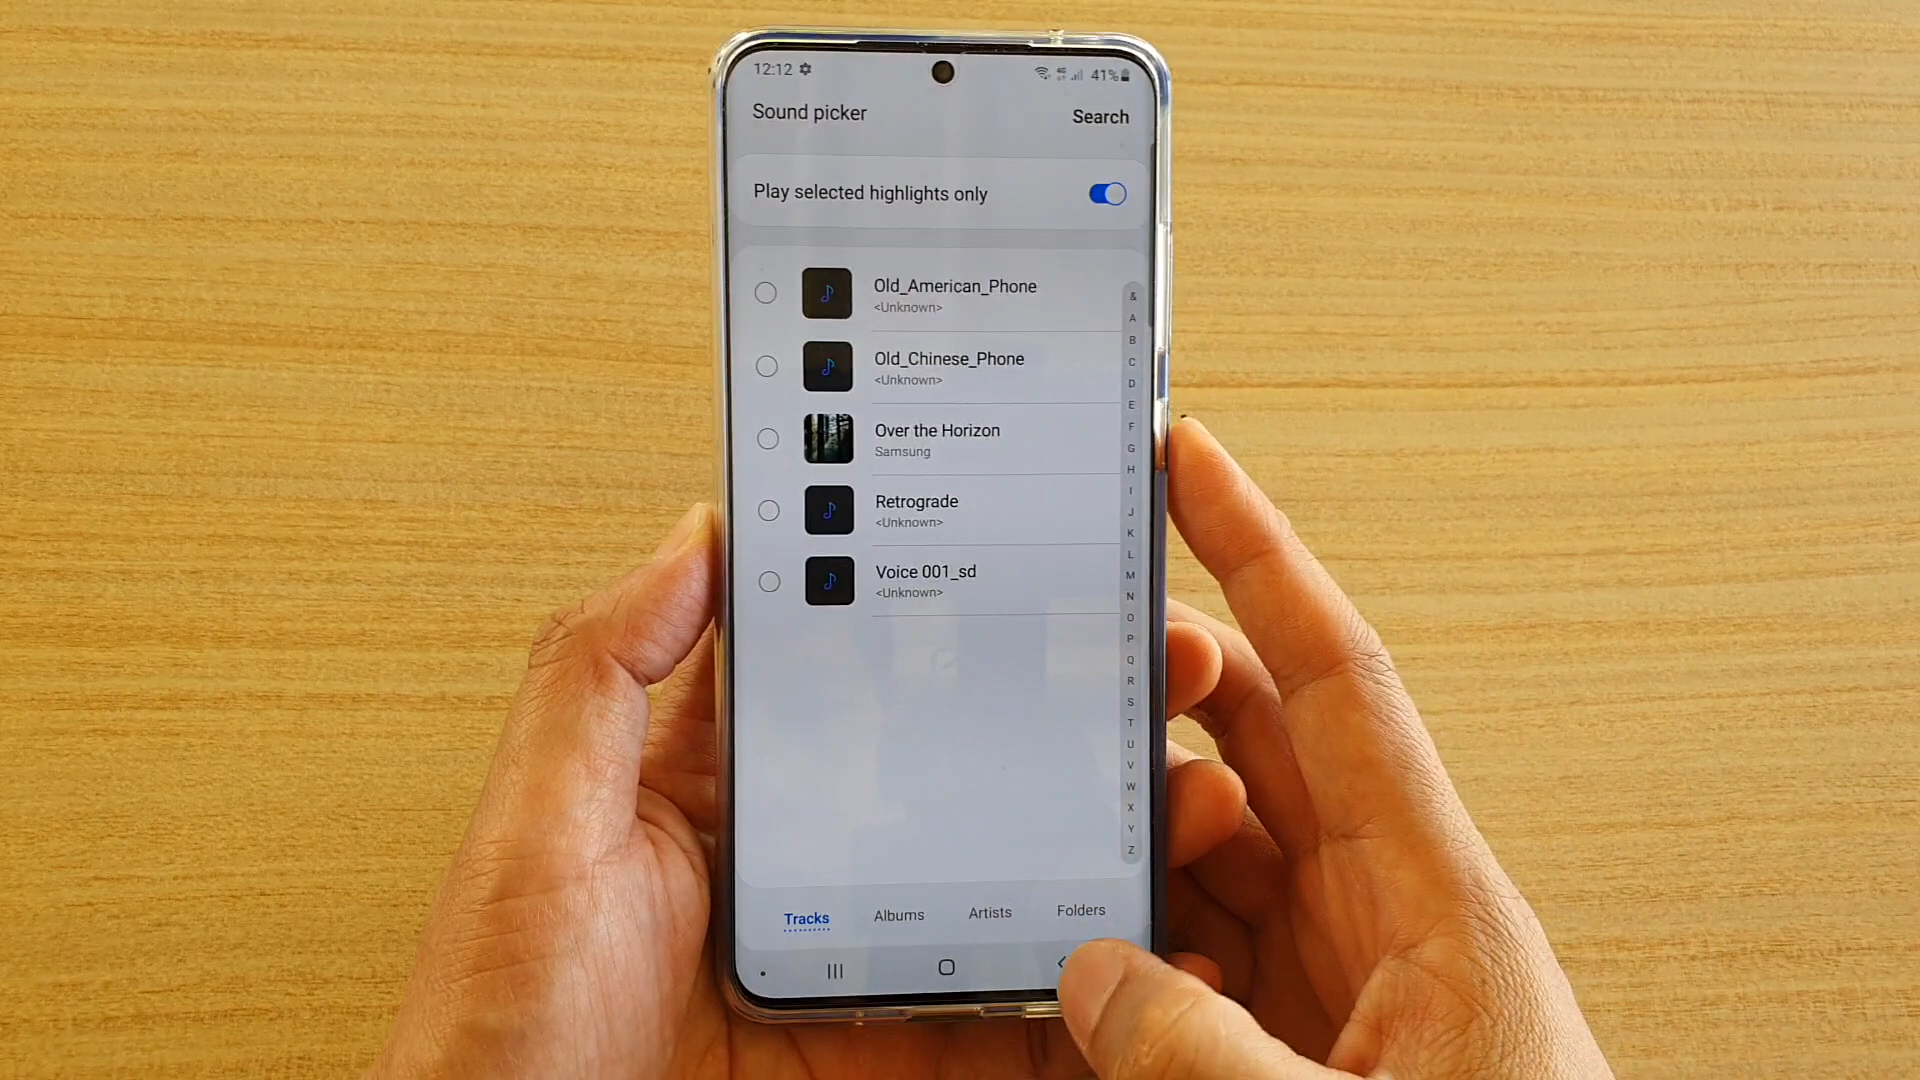 12:12
4G
41%
Sound picker
Search
Play selected highlights only
Old_American_Phone
<Unknown>
Old_Chinese_Phone
<Unknown>
Over the Horizon
Samsung
Retrograde
<Unknown>
Voice 001_sd
<Unknown>
&
A
B
C
D
E
F
G
H
I
J
K
L
M
N
O
P
Q
R
S
T
U
V
W
X
Y
Z
Tracks
Albums
Artists
Folders